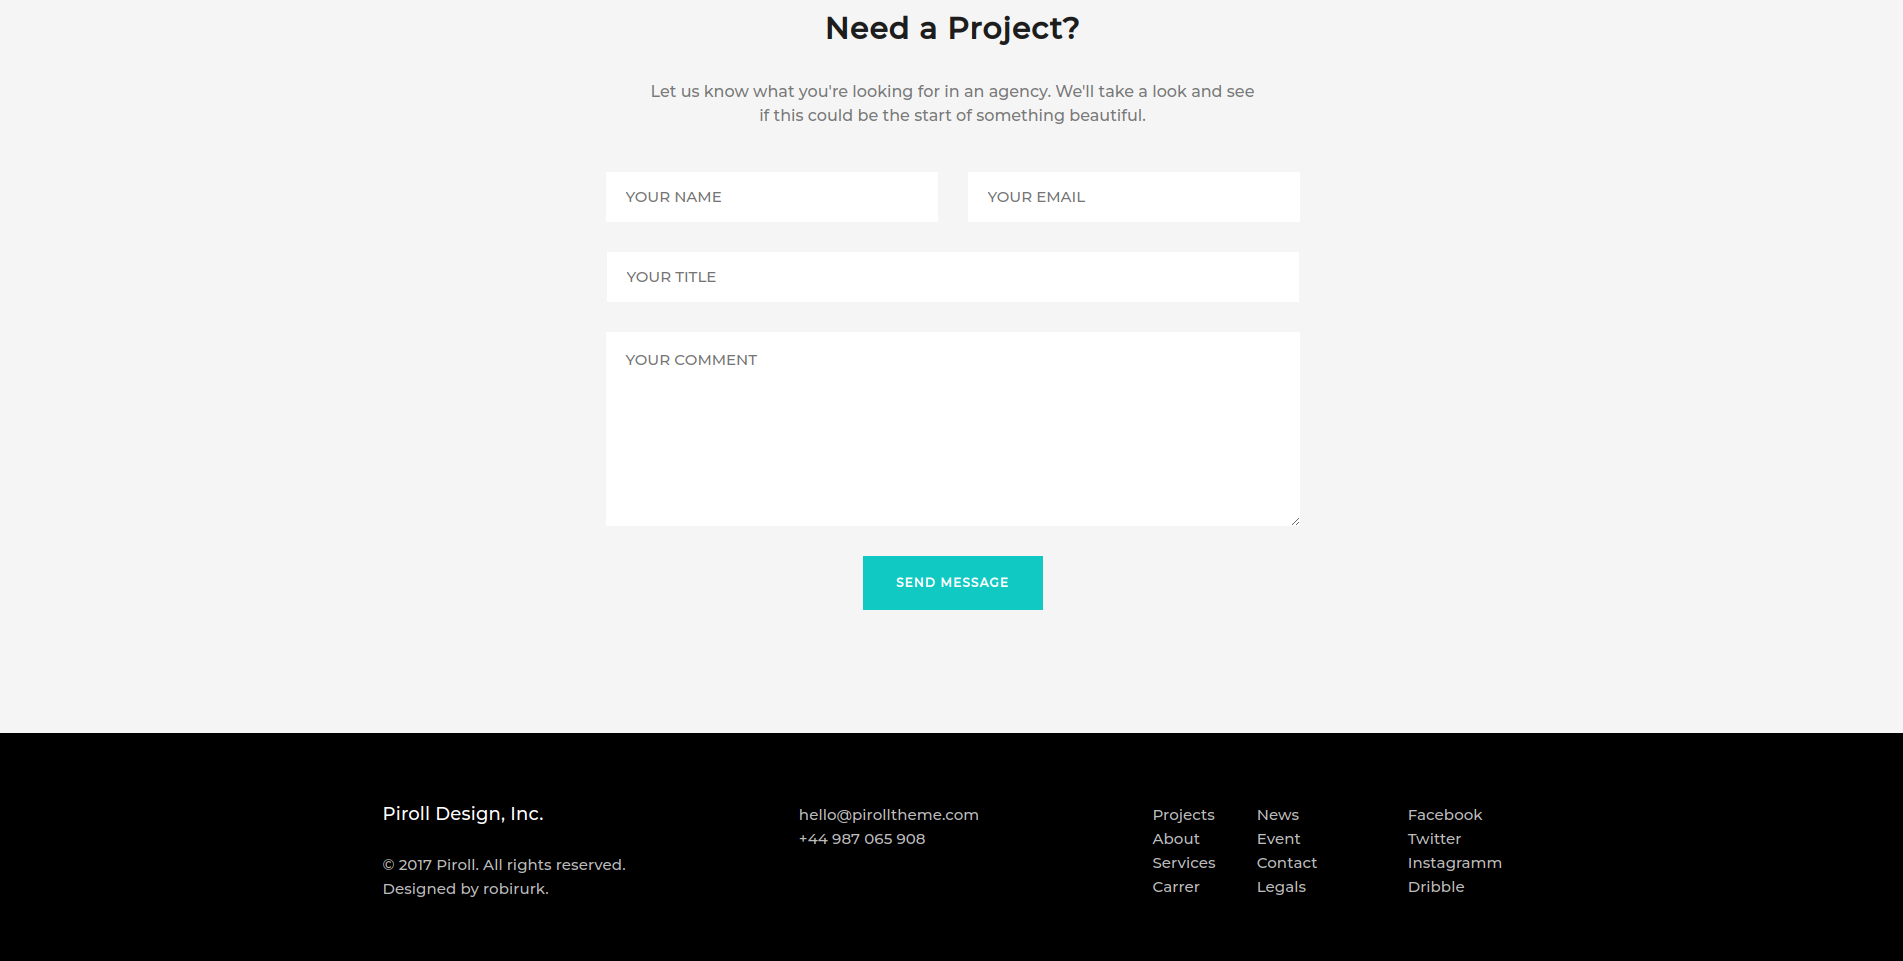 Need a Project?
Let us know what you're looking for in an agency. We'll take a look and see
if this could be the start of something beautiful.
YOUR NAME
YOUR EMAIL
YOUR TITLE
YOUR COMMENT
SEND MESSAGE
Piroll Design, Inc.
© 2017 Piroll. All rights reserved.
Designed by robirurk.
hello@pirolltheme.com
+44 987 065 908
Projects
About
Services
Carrer
News
Event
Contact
Legals
Facebook
Twitter
Instagramm
Dribble